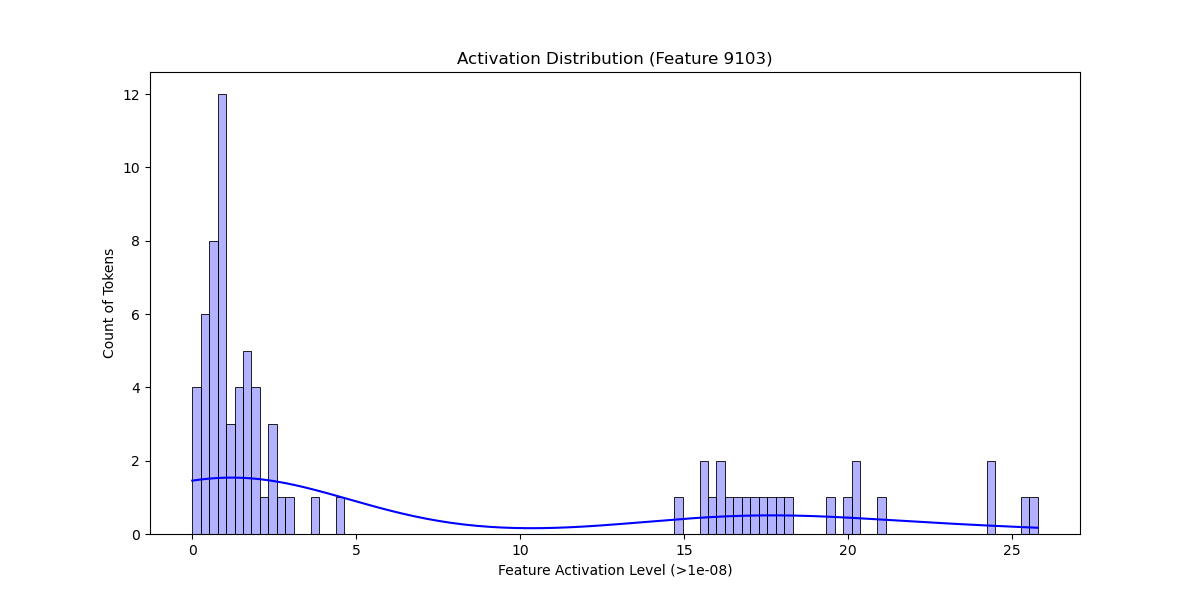 Activation Distribution (Feature 9103)
12
10
8
6
4
2
0
Count of Tokens
0 5 10 15 20 25
Feature Activation Level (>1e-08)